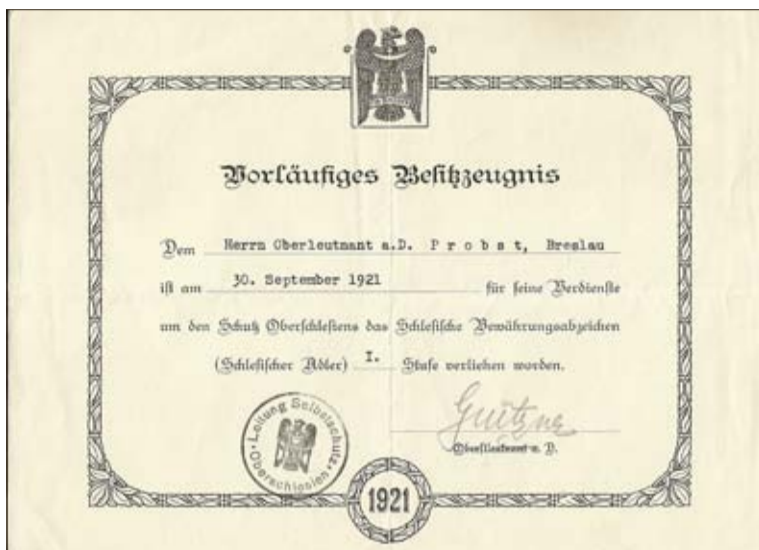 Vorläufiges Besitzzeugnis
Dem Herrn Oberleutnant a.D. P r o b s t, Breslau
ist am 30. September 1921 für seine Verdienste
um den Schutz Oberschlesiens das Schlesische Bewährungsabzeichen
(Schlesischer Adler) I. Stufe verliehen worden.
Leitung Selbstschutz
Oberschlesien
Oberstleutnant a. D.
1921